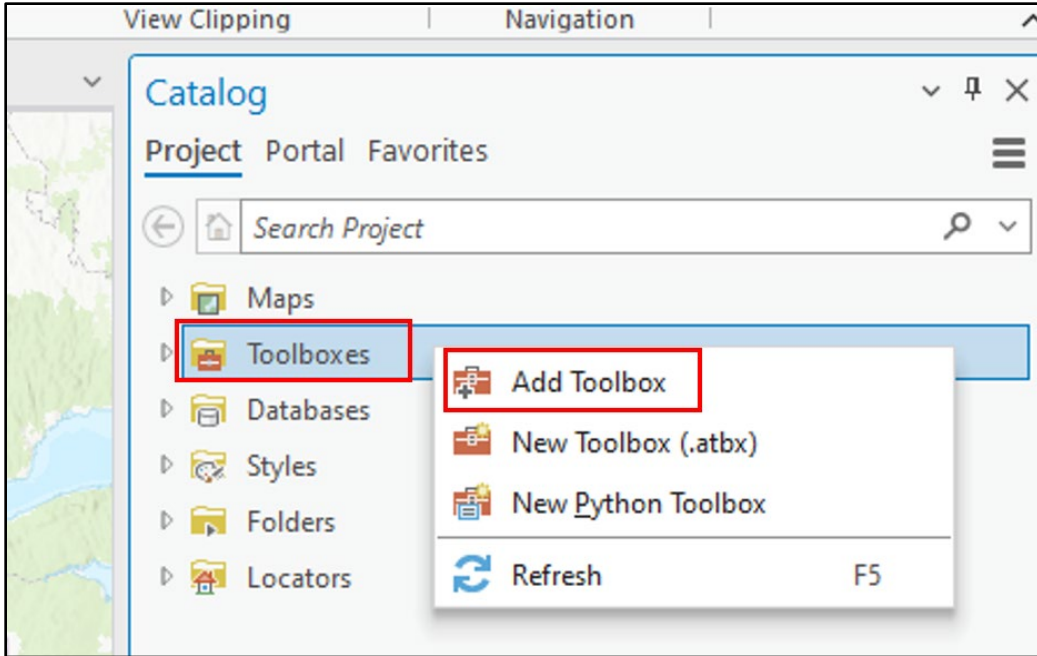 View Clipping Navigation
Catalog
Project Portal Favorites
Search Project
Maps
Toolboxes
Add Toolbox
Databases
New Toolbox (.atbx)
Styles
New Python Toolbox
Folders
Locators
Refresh F5